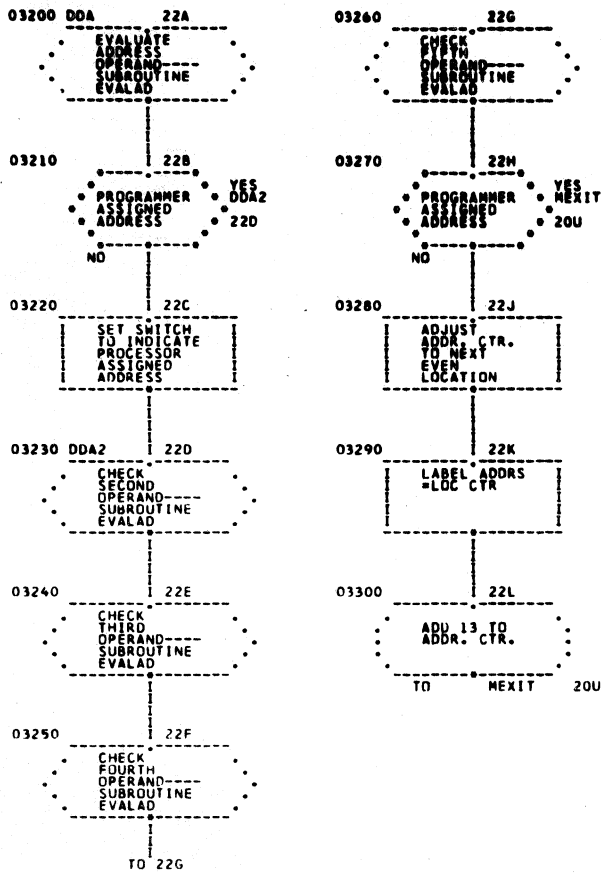 03200 DDA 22A
EVALUATE
ADDRESS
OPERAND----
SUBROUTINE
EVALAD
03210 22B
PROGRAMMER
ASSIGNED
ADDRESS
YES
DDA2
22D
NO
03220 22C
SET SWITCH
TO INDICATE
PROCESSOR
ASSIGNED
ADDRESS
03230 DDA2 22D
CHECK
SECOND
OPERAND----
SUBROUTINE
EVALAD
03240 22E
CHECK
THIRD
OPERAND----
SUBROUTINE
EVALAD
03250 22F
CHECK
FOURTH
OPERAND----
SUBROUTINE
EVALAD
TO 22G
03260 22G
CHECK
FIFTH
OPERAND----
SUBROUTINE
EVALAD
03270 22H
PROGRAMMER
ASSIGNED
ADDRESS
YES
MEXIT
20U
NO
03280 22J
ADJUST
ADDR. CTR.
TO NEXT
EVEN
LOCATION
03290 22K
LABEL ADDRS
=LOC CTR
03300 22L
ADD 13 TO
ADDR. CTR.
TO MEXIT 20U